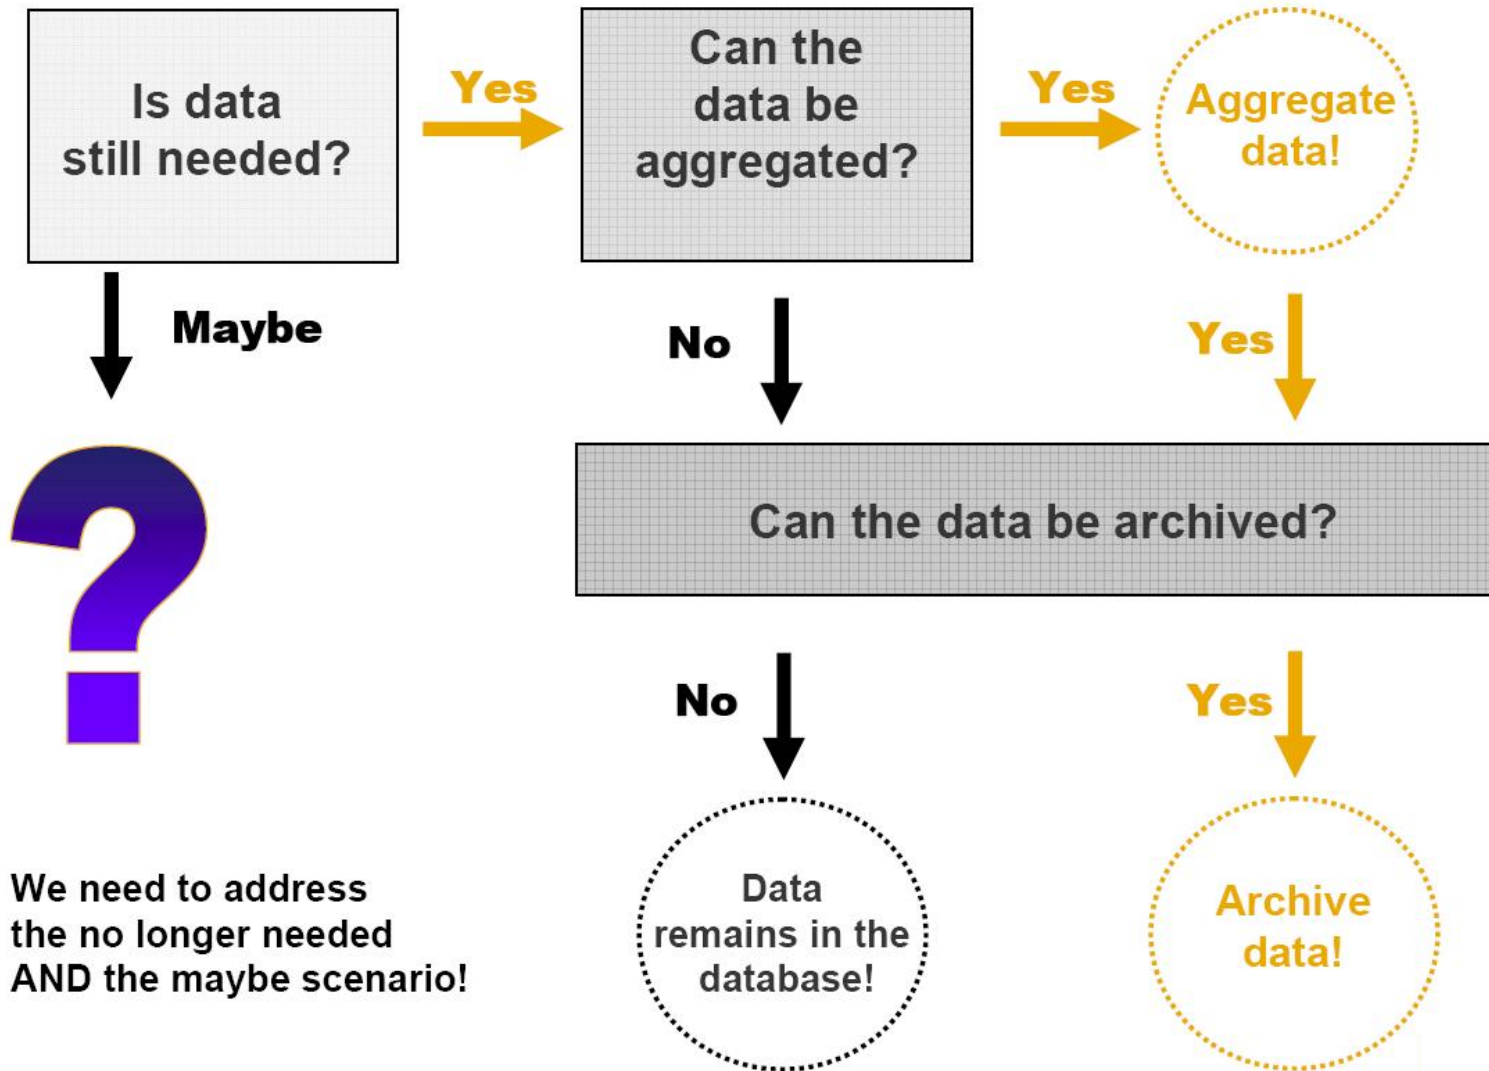 Is data
still needed?
Yes
Can the
data be
aggregated?
Yes
Aggregate
data!
Maybe
No
Yes
?
Can the data be archived?
No
Yes
We need to address
the no longer needed
AND the maybe scenario!
Data
remains in the
database!
Archive
data!